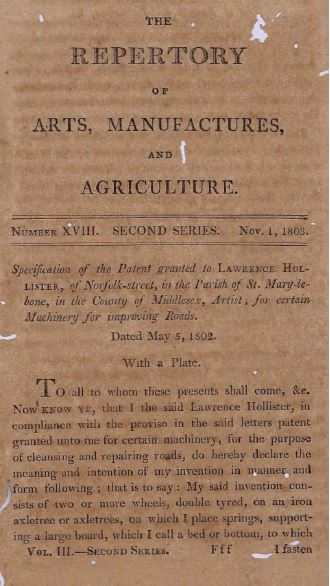 THE
REPERTORY
OF
ARTS, MANUFACTURES,
AND
AGRICULTURE.
NUMBER XVIII. SECOND SERIES. Nov. 1, 1803.
Specification of the Patent granted to LAWRENCE HOL-
LISTER, of Norfolk-street, in the Parish of St. Mary-le-
bone, in the County of Middlesex, Artist; for certain
Machinery for improving Roads.
Dated May 5, 1802.
With a Plate.
TO all to whom these presents shall come, &c.
NOW KNOW YE, that I the said Lawrence Hollister, in
compliance with the proviso in the said letters patent
granted unto me for certain machinery, for the purpose
of cleansing and repairing roads, do hereby declare the
meaning and intention of my invention in manner and
form following; that is to say: My said invention con-
sists of two or more wheels, double tyred, on an iron
axletree or axletrees, on which I place springs, support-
ing a large board, which I call a bed or bottom, to which
VOL. III.—SECOND SERIES. F f f I fasten